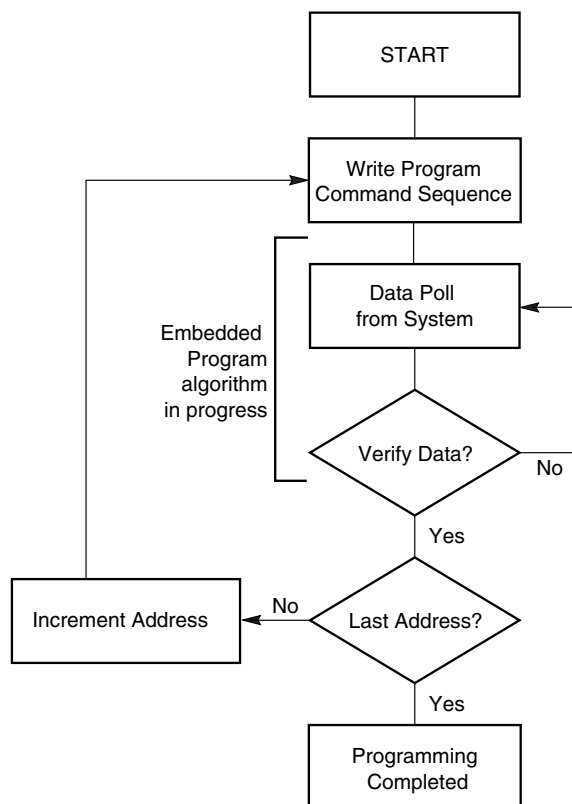 START
Write Program
Command Sequence
Data Poll
from System
Embedded
Program
algorithm
in progress
Verify Data?
No
Yes
Increment Address
No
Last Address?
Yes
Programming
Completed